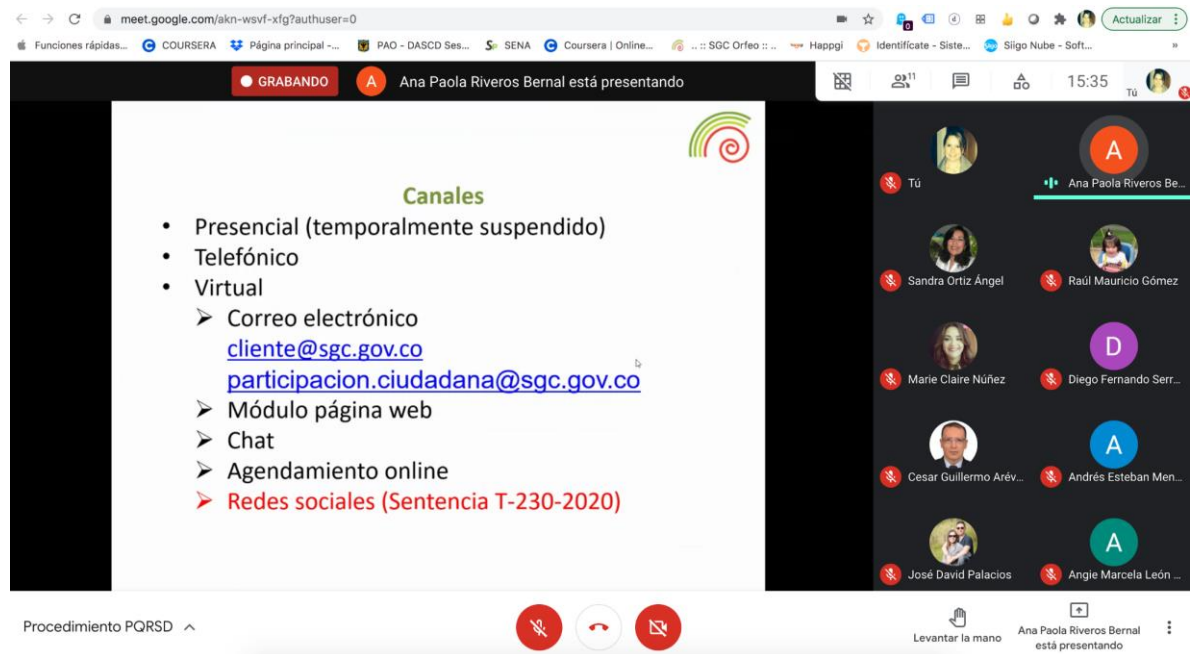 meet.google.com/akn-wsvf-xfg?authuser=0
Actualizar
Funciones rápidas...
COURSERA
Página principal -...
PAO - DASCD Ses...
SENA
Coursera | Online...
.. :: SGC Orfeo :: ..
Happgi
Identifícate - Siste...
Siigo Nube - Soft...
GRABANDO
A
Ana Paola Riveros Bernal está presentando
11
15:35
Tú
Canales
• Presencial (temporalmente suspendido)
• Telefónico
• Virtual
➢ Correo electrónico
cliente@sgc.gov.co
participacion.ciudadana@sgc.gov.co
➢ Módulo página web
➢ Chat
➢ Agendamiento online
➢ Redes sociales (Sentencia T-230-2020)
Tú
A
Ana Paola Riveros Be...
Sandra Ortiz Ángel
Raúl Mauricio Gómez
Marie Claire Núñez
D
Diego Fernando Serr...
Cesar Guillermo Arév...
A
Andrés Esteban Men...
José David Palacios
A
Angie Marcela León ...
Procedimiento PQRSD
Levantar la mano
Ana Paola Riveros Bernal
está presentando